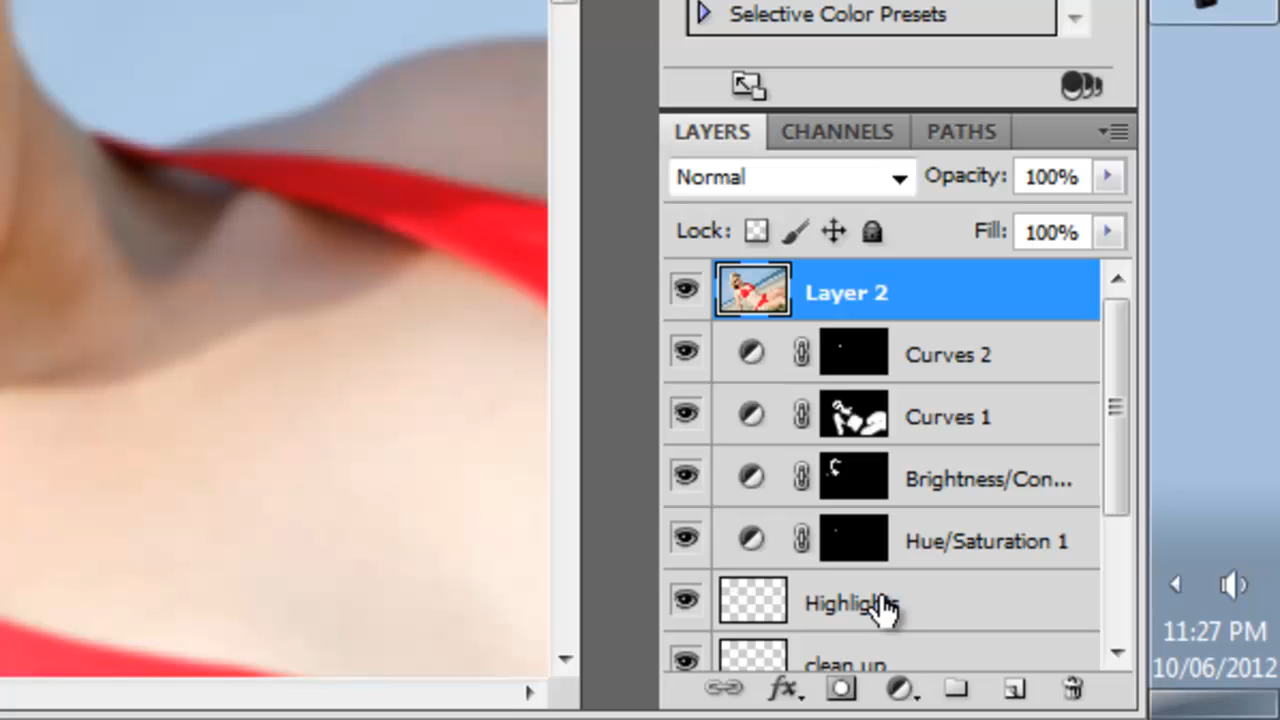 Selective Color Presets
LAYERS CHANNELS PATHS
Normal Opacity: 100%
Lock: Fill: 100%
Layer 2
Curves 2
Curves 1
Brightness/Con...
Hue/Saturation 1
Highlights
clean up
fx
11:27 PM
10/06/2012